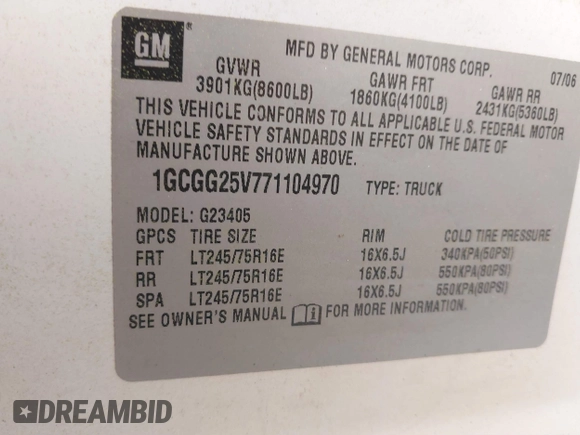 GM
MFD BY GENERAL MOTORS CORP. 07/06
GVWR GAWR FRT GAWR RR
3901KG(8600LB) 1860KG(4100LB) 2431KG(5360LB)
THIS VEHICLE CONFORMS TO ALL APPLICABLE U.S. FEDERAL MOTOR
VEHICLE SAFETY STANDARDS IN EFFECT ON THE DATE OF
MANUFACTURE SHOWN ABOVE.
1GCGG25V771104970 TYPE: TRUCK
MODEL: G23405
GPCS TIRE SIZE RIM COLD TIRE PRESSURE
FRT LT245/75R16E 16X6.5J 340KPA(50PSI)
RR LT245/75R16E 16X6.5J 550KPA(80PSI)
SPA LT245/75R16E 16X6.5J 550KPA(80PSI)
SEE OWNER'S MANUAL i FOR MORE INFORMATION.
DREAMBID